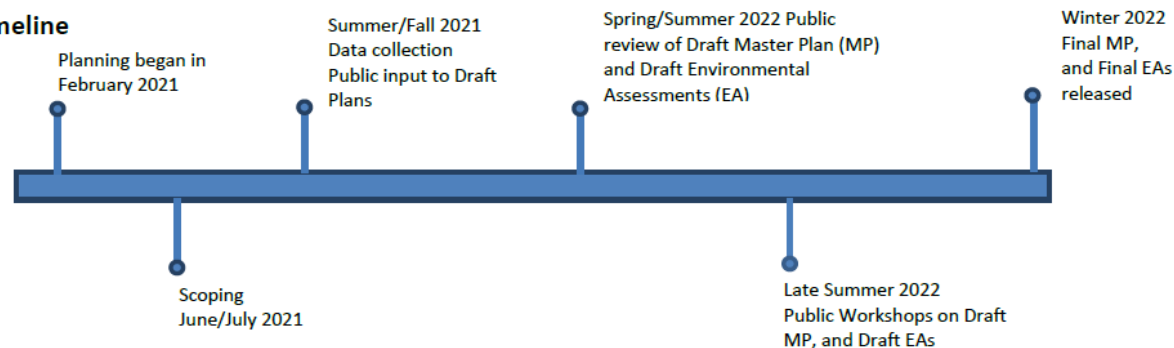 meline
Planning began in
February 2021
Scoping
June/July 2021
Summer/Fall 2021
Data collection
Public input to Draft
Plans
Spring/Summer 2022 Public
review of Draft Master Plan (MP)
and Draft Environmental
Assessments (EA)
Late Summer 2022
Public Workshops on Draft
MP, and Draft EAs
Winter 2022
Final MP,
and Final EAs
released